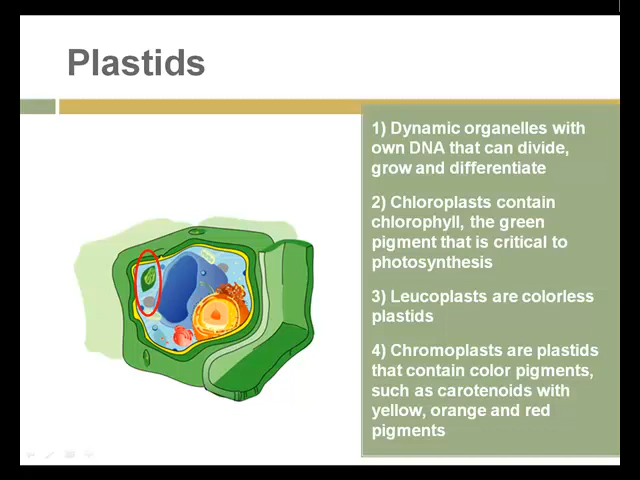 Plastids
1) Dynamic organelles with
own DNA that can divide,
grow and differentiate
2) Chloroplasts contain
chlorophyll, the green
pigment that is critical to
photosynthesis
3) Leucoplasts are colorless
plastids
4) Chromoplasts are plastids
that contain color pigments,
such as carotenoids with
yellow, orange and red
pigments